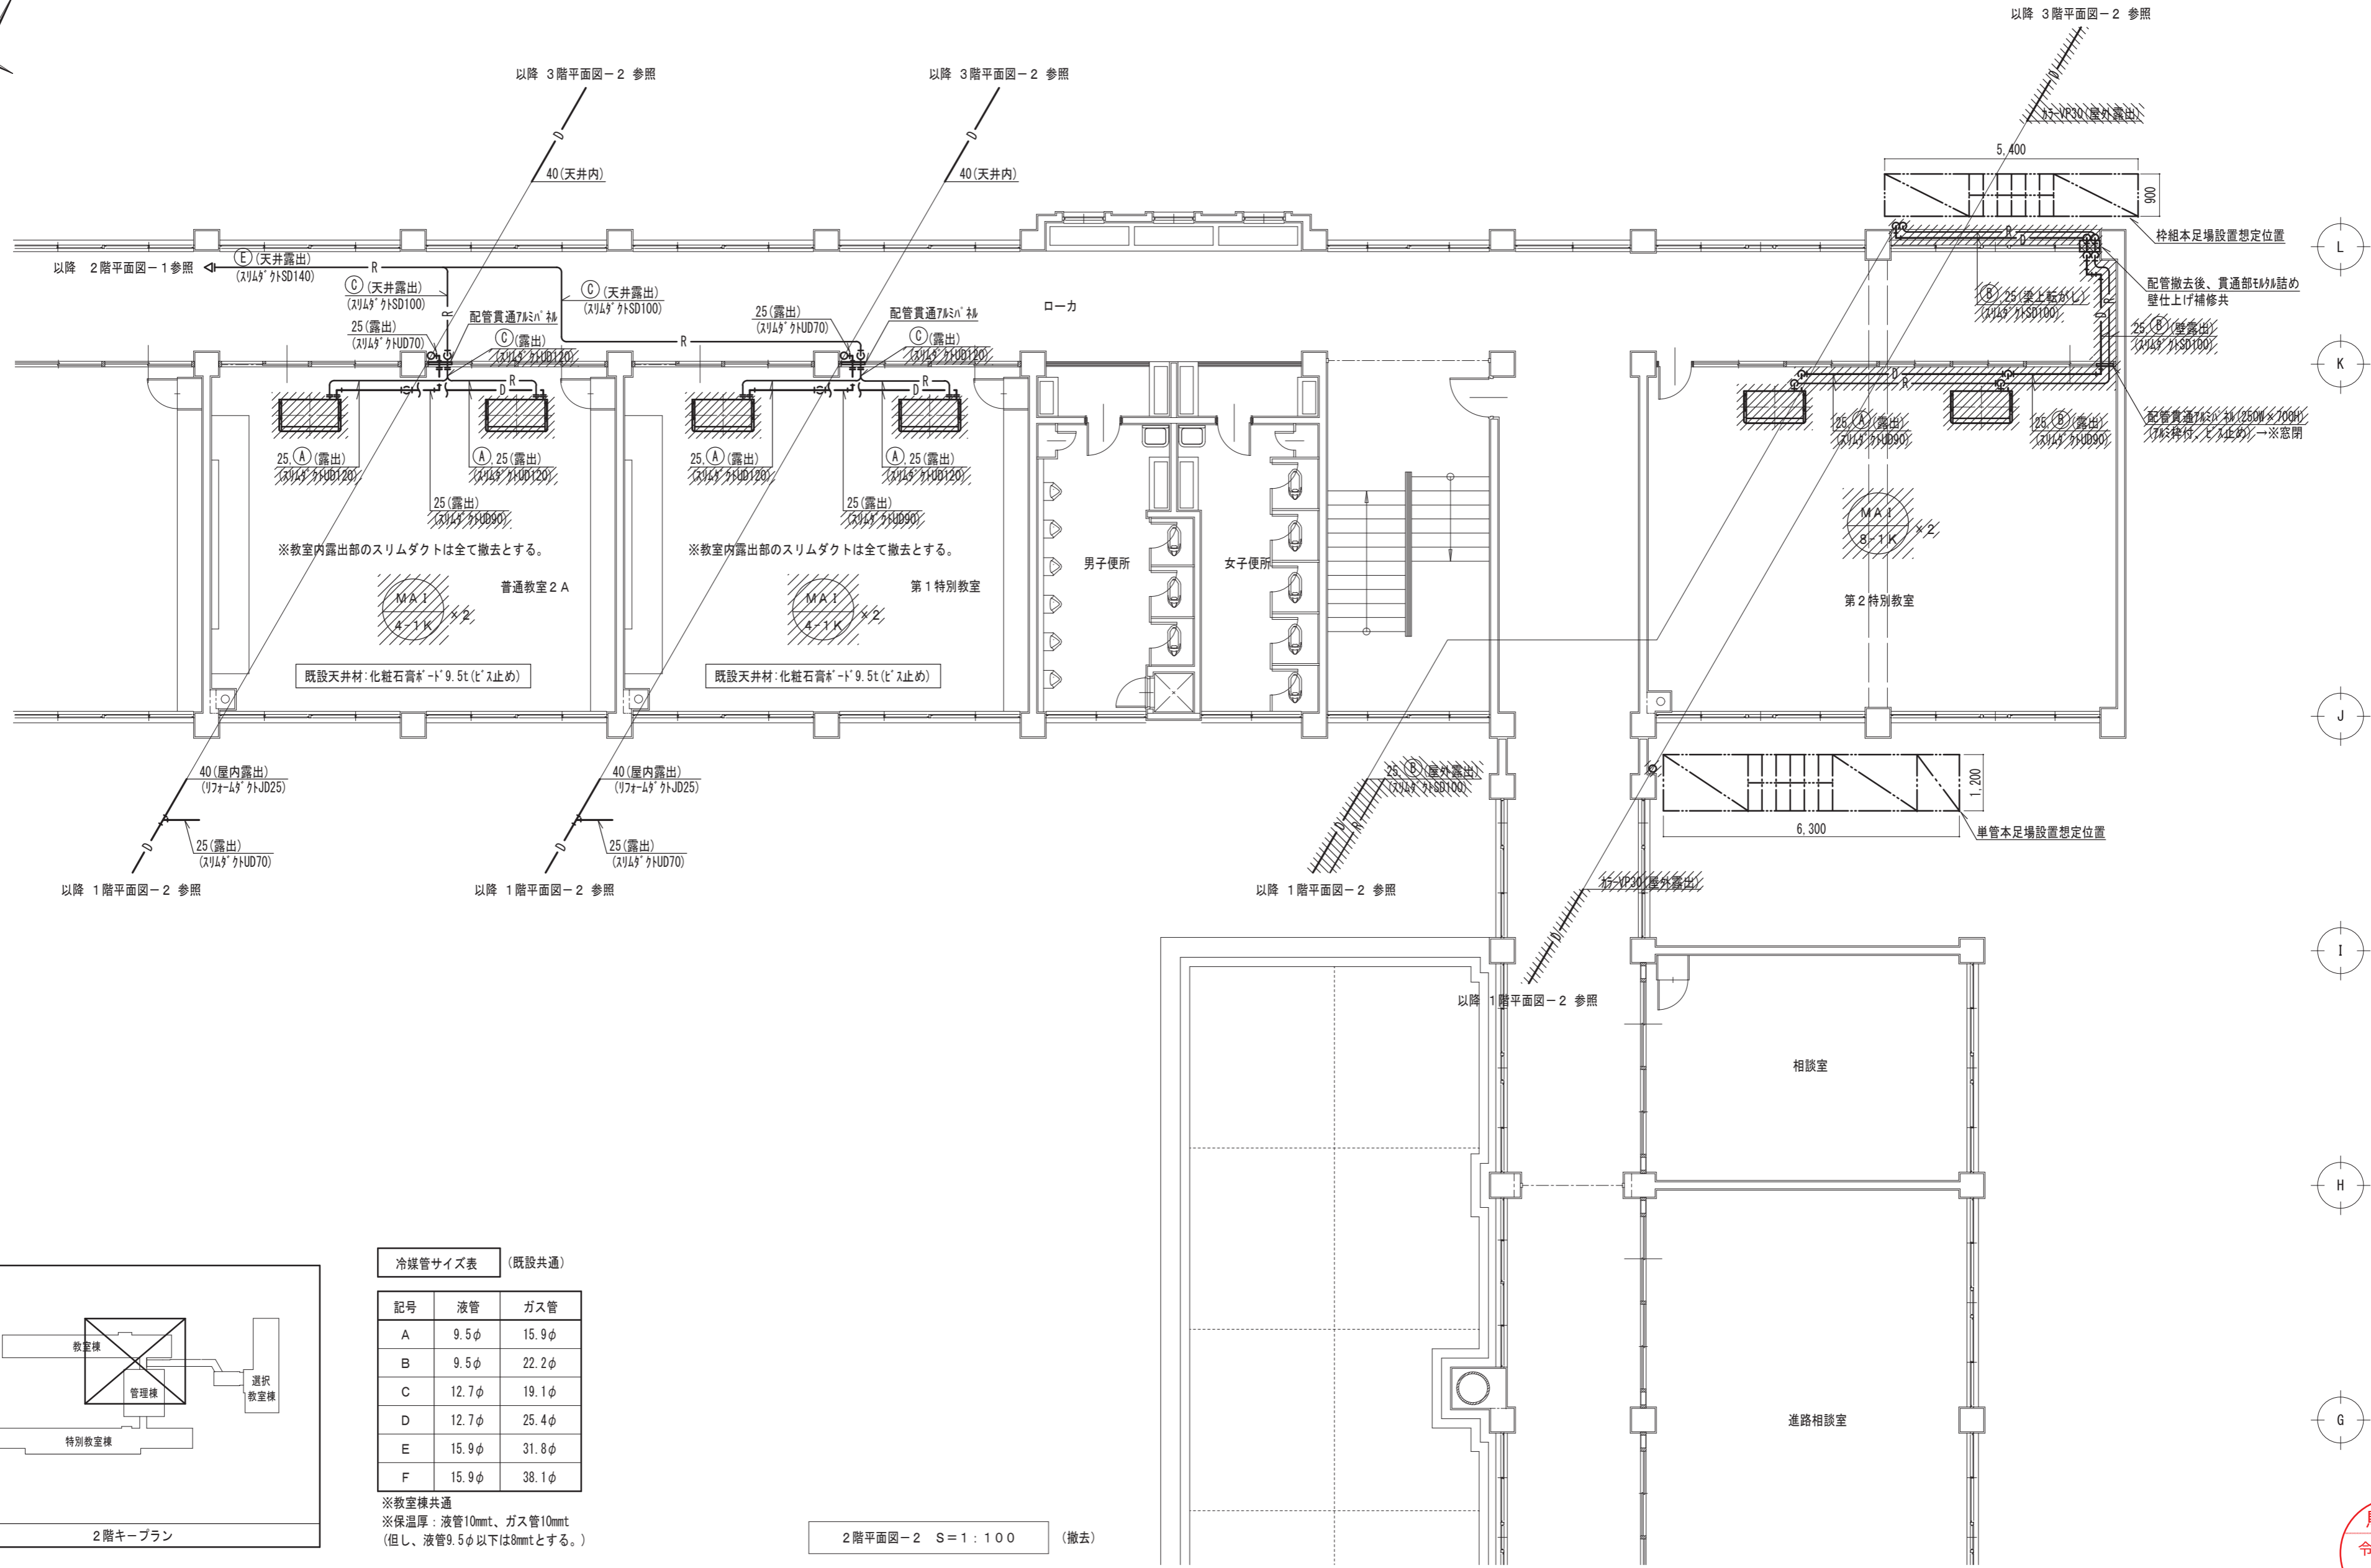 以降 3階平面図－2 参照
以降 3階平面図－2 参照
以降 3階平面図－2 参照
D
D
D
40(天井内)
40(天井内)
ｶﾗｰVP30(屋外露出)
5,400
900
枠組本足場設置想定位置
L
以降 2階平面図－1参照
E (天井露出)
(ｽﾘﾑﾀﾞｸﾄSD140)
R
C (天井露出)
(ｽﾘﾑﾀﾞｸﾄSD100)
R
C (天井露出)
(ｽﾘﾑﾀﾞｸﾄSD100)
ローカ
R
D
配管撤去後、貫通部ﾓﾙﾀﾙ詰め
壁仕上げ補修共
B, 25(梁上転がし)
(ｽﾘﾑﾀﾞｸﾄSD100)
25(露出)
(ｽﾘﾑﾀﾞｸﾄUD70)
配管貫通ｱﾙﾐﾊﾟﾈﾙ
C (露出)
(ｽﾘﾑﾀﾞｸﾄUD120)
R
25(露出)
(ｽﾘﾑﾀﾞｸﾄUD70)
配管貫通ｱﾙﾐﾊﾟﾈﾙ
C (露出)
(ｽﾘﾑﾀﾞｸﾄUD120)
R
D
25, B (壁露出)
(ｽﾘﾑﾀﾞｸﾄSD100)
K
R
D
R
D
D
R
25, A (露出)
(ｽﾘﾑﾀﾞｸﾄUD120)
A, 25(露出)
(ｽﾘﾑﾀﾞｸﾄUD120)
25(露出)
(ｽﾘﾑﾀﾞｸﾄUD90)
25, A (露出)
(ｽﾘﾑﾀﾞｸﾄUD120)
A, 25(露出)
(ｽﾘﾑﾀﾞｸﾄUD120)
25(露出)
(ｽﾘﾑﾀﾞｸﾄUD90)
25, A (露出)
(ｽﾘﾑﾀﾞｸﾄUD90)
25, B (露出)
(ｽﾘﾑﾀﾞｸﾄUD90)
配管貫通ｱﾙﾐﾊﾟﾈﾙ(250W×700H)
(ｱﾙﾐ枠付、ﾋﾞｽ止め)→※窓閉
※教室内露出部のスリムダクトは全て撤去とする。
※教室内露出部のスリムダクトは全て撤去とする。
MAI
4-1K
×2
普通教室2A
MAI
4-1K
×2
第1特別教室
男子便所
女子便所
MAI
8-1K
×2
第2特別教室
既設天井材:化粧石膏ﾎﾞｰﾄﾞ9.5t(ﾋﾞｽ止め)
既設天井材:化粧石膏ﾎﾞｰﾄﾞ9.5t(ﾋﾞｽ止め)
J
40(屋内露出)
(ﾘﾌｫｰﾑﾀﾞｸﾄJD25)
D
25(露出)
(ｽﾘﾑﾀﾞｸﾄUD70)
以降 1階平面図－2 参照
40(屋内露出)
(ﾘﾌｫｰﾑﾀﾞｸﾄJD25)
D
25(露出)
(ｽﾘﾑﾀﾞｸﾄUD70)
以降 1階平面図－2 参照
25, B (屋外露出)
(ｽﾘﾑﾀﾞｸﾄSD100)
D
R
以降 1階平面図－2 参照
1,200
6,300
単管本足場設置想定位置
ｶﾗｰVP30(屋外露出)
D
以降 1階平面図－2 参照
I
相談室
H
進路相談室
G
教室棟
管理棟
選択
教室棟
特別教室棟
2階キープラン
冷媒管サイズ表 (既設共通)
記号 液管 ガス管
A 9.5φ 15.9φ
B 9.5φ 22.2φ
C 12.7φ 19.1φ
D 12.7φ 25.4φ
E 15.9φ 31.8φ
F 15.9φ 38.1φ
※教室棟共通
※保温厚：液管10mmt、ガス管10mmt
(但し、液管9.5φ以下は8mmtとする。)
2階平面図－2 S＝1：100 (撤去)
令